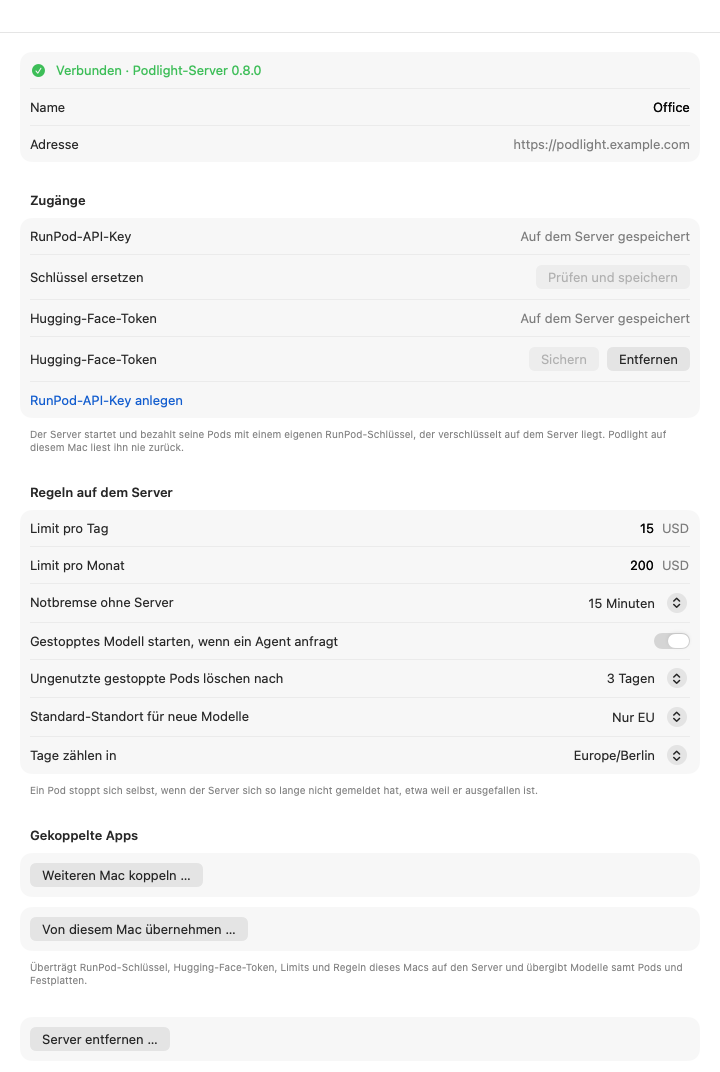 Verbunden · Podlight-Server 0.8.0
Name Office
Adresse https://podlight.example.com
Zugänge
RunPod-API-Key Auf dem Server gespeichert
Schlüssel ersetzen Prüfen und speichern
Hugging-Face-Token Auf dem Server gespeichert
Hugging-Face-Token Sichern Entfernen
RunPod-API-Key anlegen
Der Server startet und bezahlt seine Pods mit einem eigenen RunPod-Schlüssel, der verschlüsselt auf dem Server liegt. Podlight auf
diesem Mac liest ihn nie zurück.
Regeln auf dem Server
Limit pro Tag 15 USD
Limit pro Monat 200 USD
Notbremse ohne Server 15 Minuten
Gestopptes Modell starten, wenn ein Agent anfragt
Ungenutzte gestoppte Pods löschen nach 3 Tagen
Standard-Standort für neue Modelle Nur EU
Tage zählen in Europe/Berlin
Ein Pod stoppt sich selbst, wenn der Server sich so lange nicht gemeldet hat, etwa weil er ausgefallen ist.
Gekoppelte Apps
Weiteren Mac koppeln ...
Von diesem Mac übernehmen ...
Überträgt RunPod-Schlüssel, Hugging-Face-Token, Limits und Regeln dieses Macs auf den Server und übergibt Modelle samt Pods und
Festplatten.
Server entfernen ...